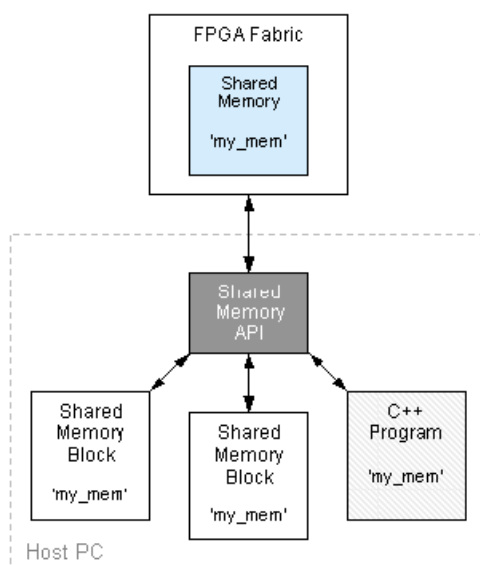 FPGA Fabric
Shared
Memory
'my_mem'
Shared
Memory
API
Shared
Memory
Block
'my_mem'
Shared
Memory
Block
'my_mem'
C++
Program
'my_mem'
Host PC